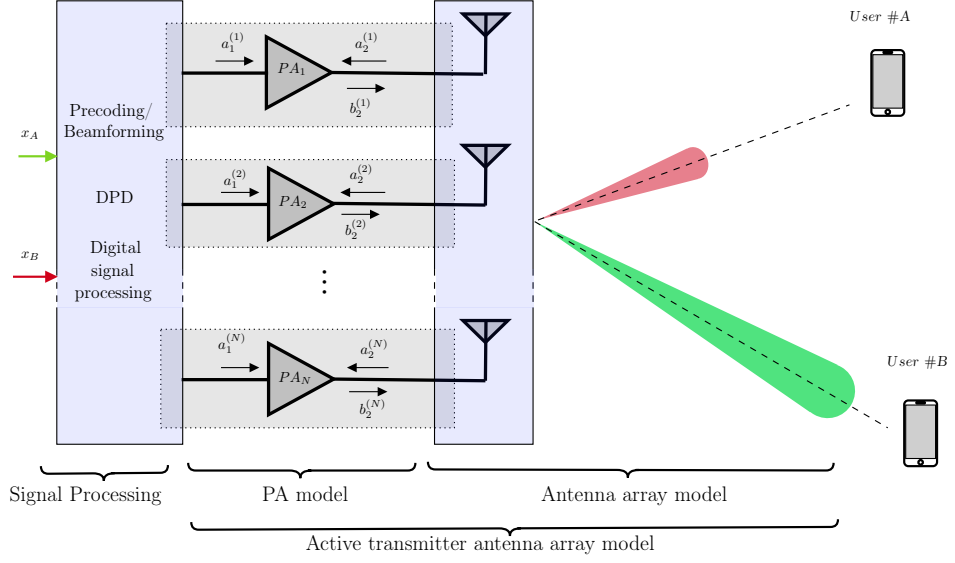 User #A
a_1^{(1)}
a_2^{(1)}
PA_1
b_2^{(1)}
Precoding/
Beamforming
x_A
a_1^{(2)}
a_2^{(2)}
DPD
PA_2
b_2^{(2)}
x_B
Digital
signal
processing
⋮
a_1^{(N)}
a_2^{(N)}
PA_N
b_2^{(N)}
User #B
Signal Processing
PA model
Antenna array model
Active transmitter antenna array model